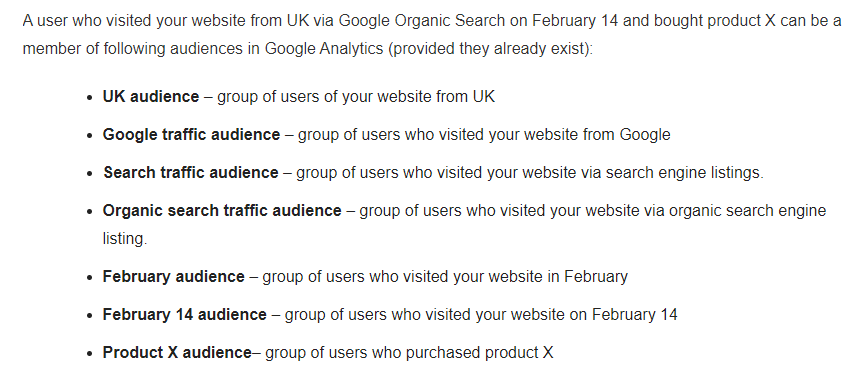 A user who visited your website from UK via Google Organic Search on February 14 and bought product X can be a
member of following audiences in Google Analytics (provided they already exist):
• UK audience – group of users of your website from UK
• Google traffic audience – group of users who visited your website from Google
• Search traffic audience – group of users who visited your website via search engine listings.
• Organic search traffic audience – group of users who visited your website via organic search engine
listing.
• February audience – group of users who visited your website in February
• February 14 audience – group of users who visited your website on February 14
• Product X audience– group of users who purchased product X